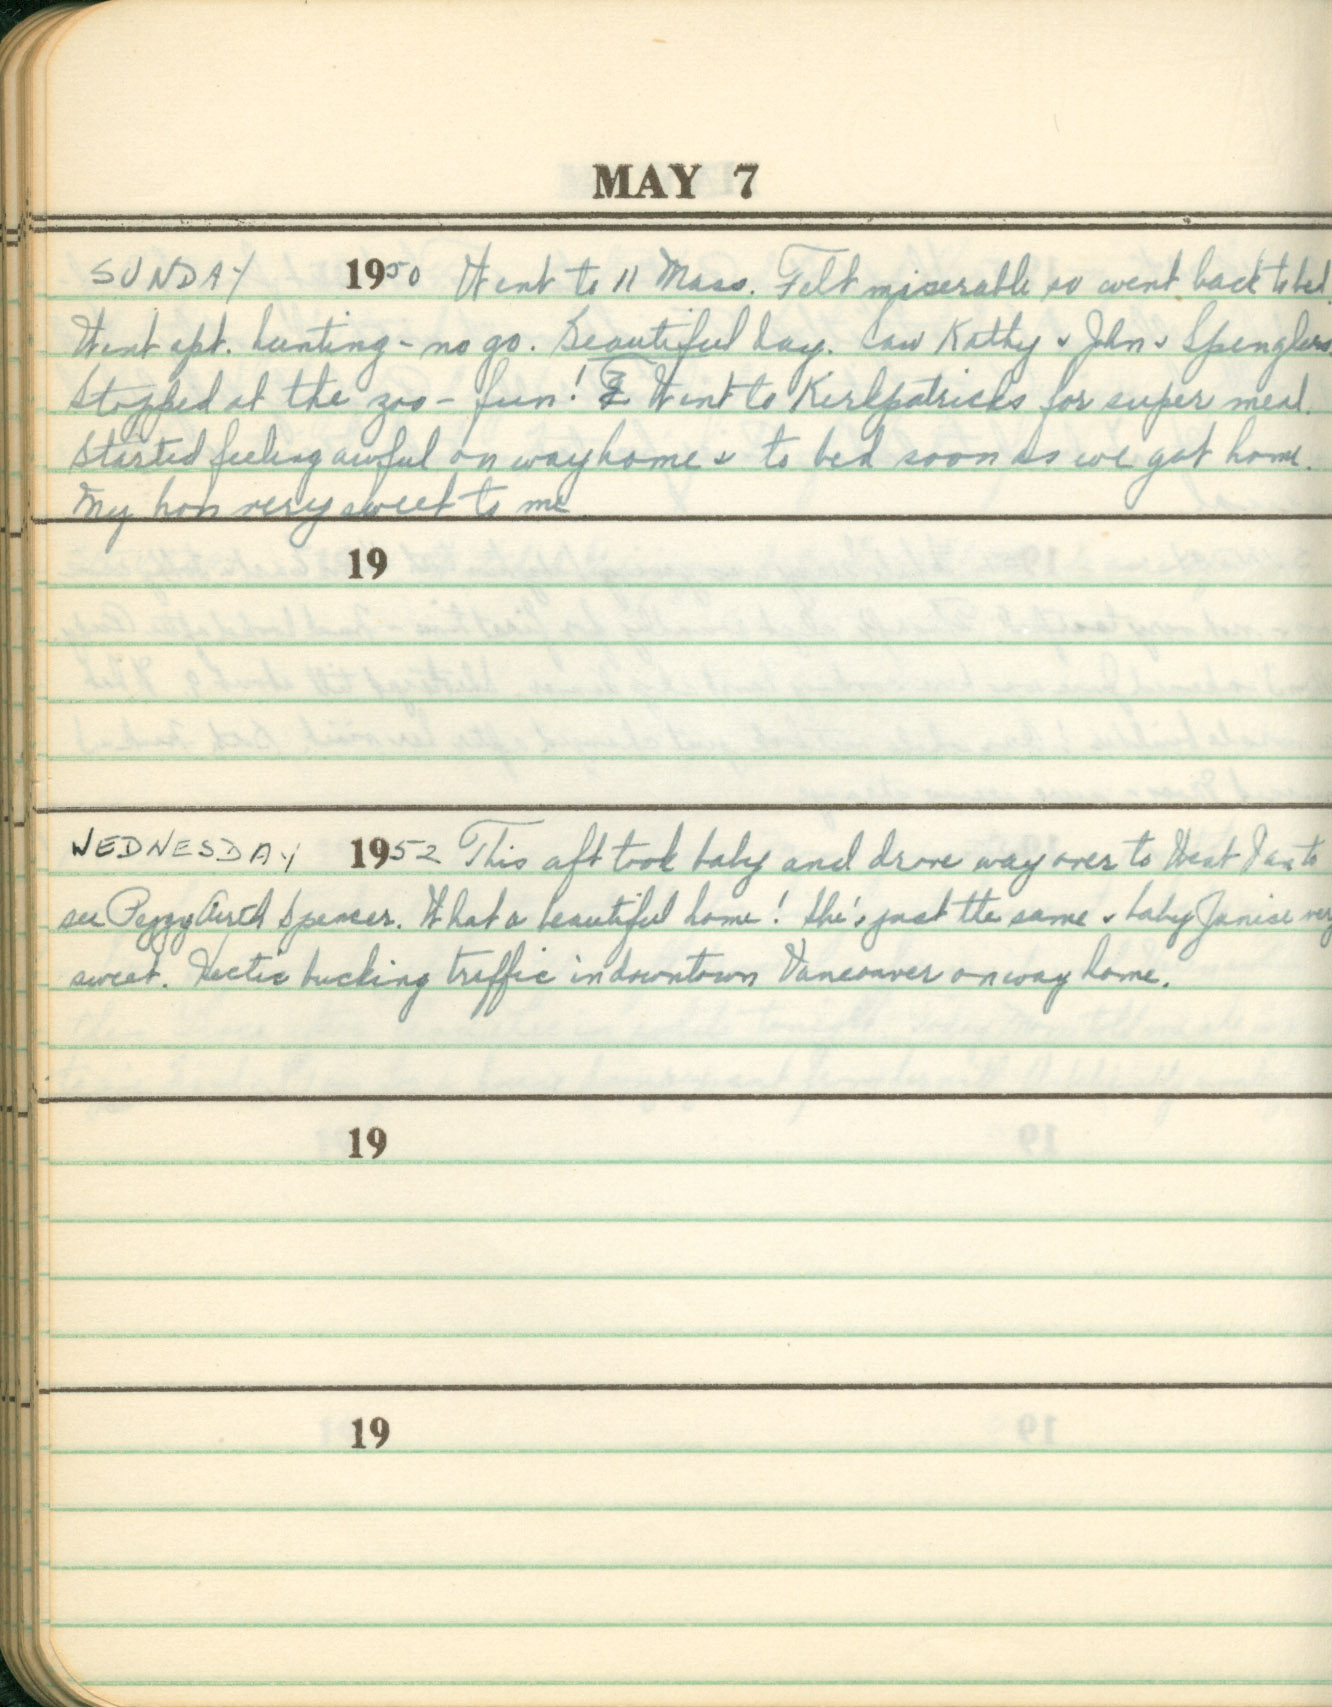 MAY 7
SUNDAY 1950 Went to 11 Mass. Felt miserable so went back to bed.
Went apt. hunting - no go. Beautiful day. Saw Kathy & John & Spenglers
Stopped at the zoo - fun! Went to Kirkpatricks for super meal.
Started feeling awful on way home & to bed soon as we got home.
My hon very sweet to me
19
WEDNESDAY 1952 This aft took baby and drove way over to West Van to
see Peggy Spencer. What a beautiful home! She's just the same & baby Janice very
sweet. Hectic bucking traffic in downtown Vancouver on way home.
19
19